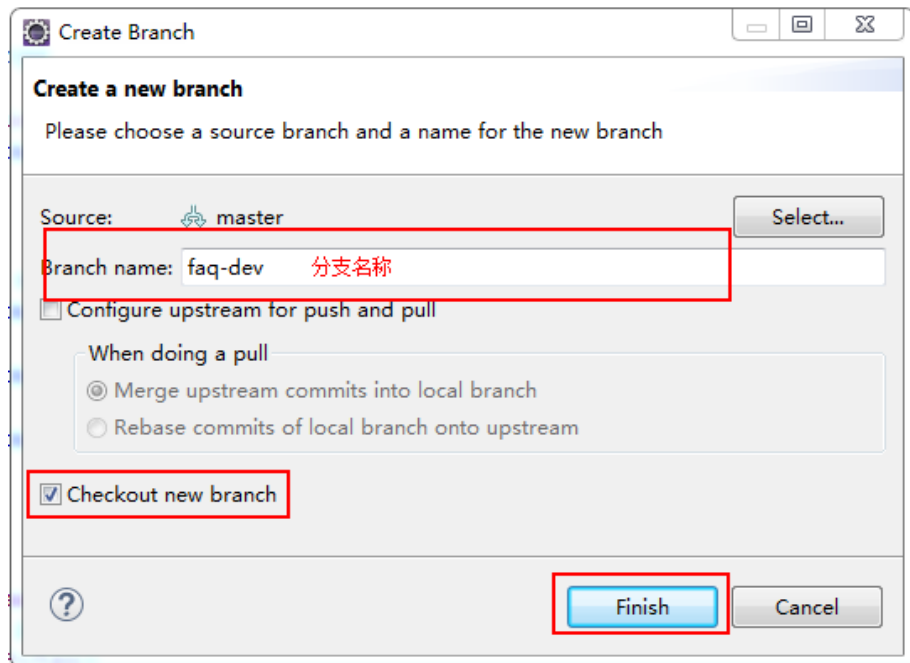 Create Branch
Create a new branch
Please choose a source branch and a name for the new branch
Source: master Select...
Branch name: faq-dev 分支名称
Configure upstream for push and pull
When doing a pull
Merge upstream commits into local branch
Rebase commits of local branch onto upstream
Checkout new branch
? Finish Cancel